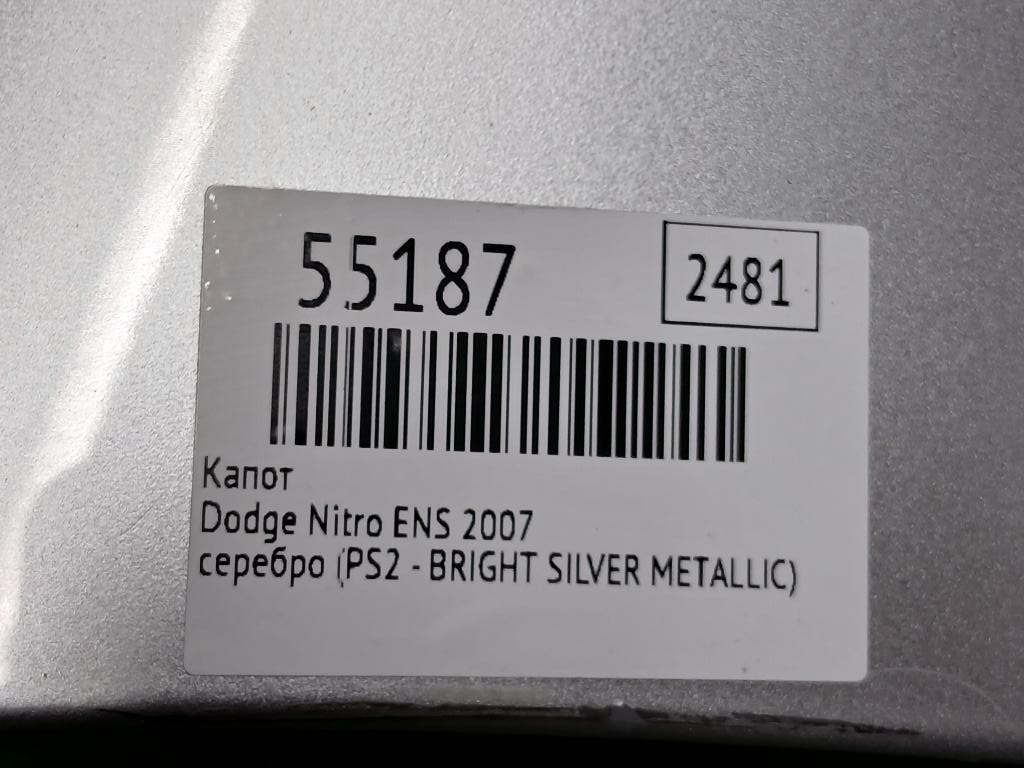 55187
2481
Капот
Dodge Nitro ENS 2007
серебро (PS2 - BRIGHT SILVER METALLIC)